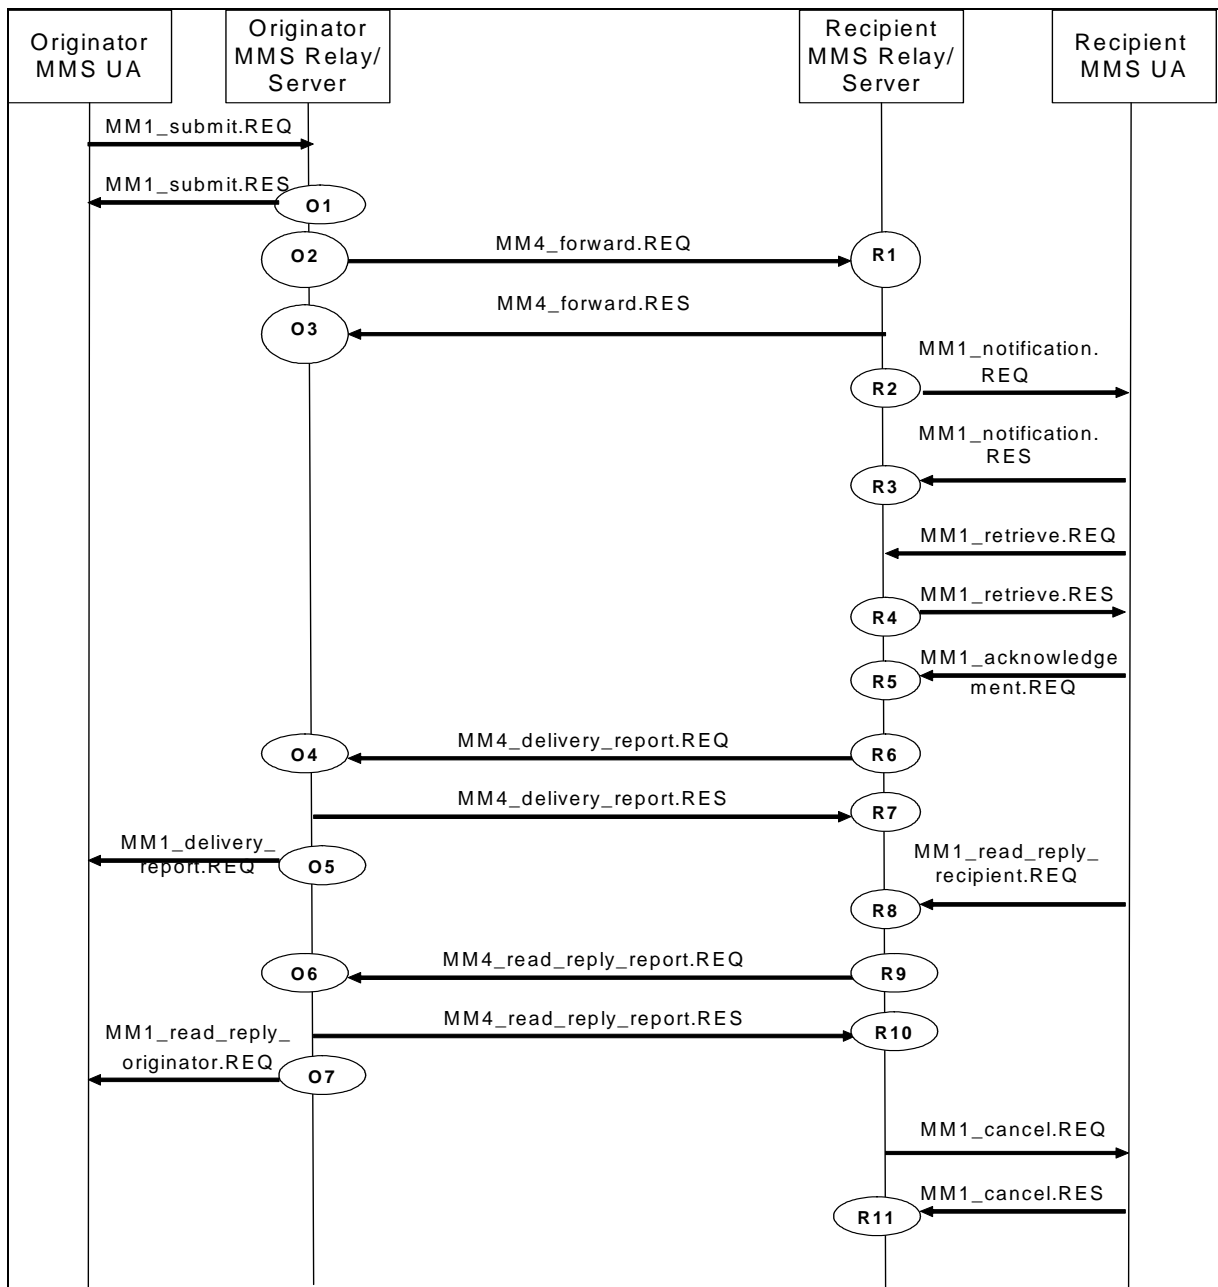 Originator
MMS UA
Originator
MMS Relay/
Server
Recipient
MMS Relay/
Server
Recipient
MMS UA
MM1_submit.REQ
MM1_submit.RES
O1
O2
MM4_forward.REQ
R1
O3
MM4_forward.RES
MM1_notification.
REQ
R2
MM1_notification.
RES
R3
MM1_retrieve.REQ
MM1_retrieve.RES
R4
MM1_acknowledge
ment.REQ
R5
O4
MM4_delivery_report.REQ
R6
MM4_delivery_report.RES
R7
MM1_delivery_
report.REQ
O5
MM1_read_reply_
recipient.REQ
R8
O6
MM4_read_reply_report.REQ
R9
MM4_read_reply_report.RES
R10
MM1_read_reply_
originator.REQ
O7
MM1_cancel.REQ
MM1_cancel.RES
R11